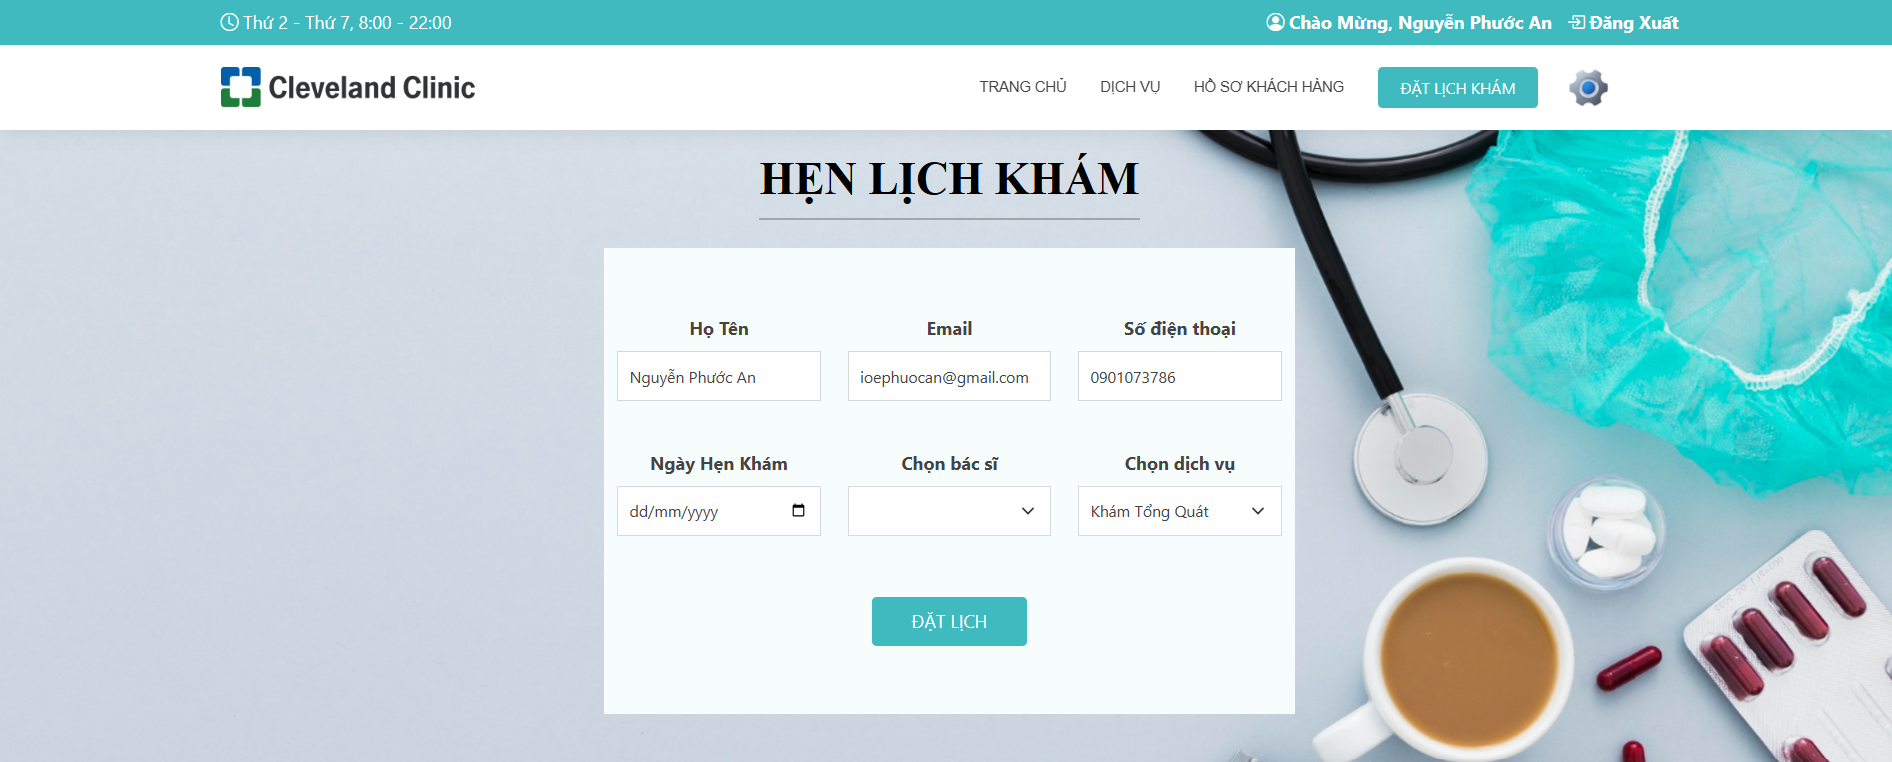 Thứ 2 - Thứ 7, 8:00 - 22:00
Chào Mừng, Nguyễn Phước An
Đăng Xuất
Cleveland Clinic
TRANG CHỦ
DỊCH VỤ
HỒ SƠ KHÁCH HÀNG
ĐẶT LỊCH KHÁM
HẸN LỊCH KHÁM
Họ Tên
Email
Số điện thoại
Nguyễn Phước An
ioephuocan@gmail.com
0901073786
Ngày Hẹn Khám
Chọn bác sĩ
Chọn dịch vụ
dd/mm/yyyy
Khám Tổng Quát
ĐẶT LỊCH